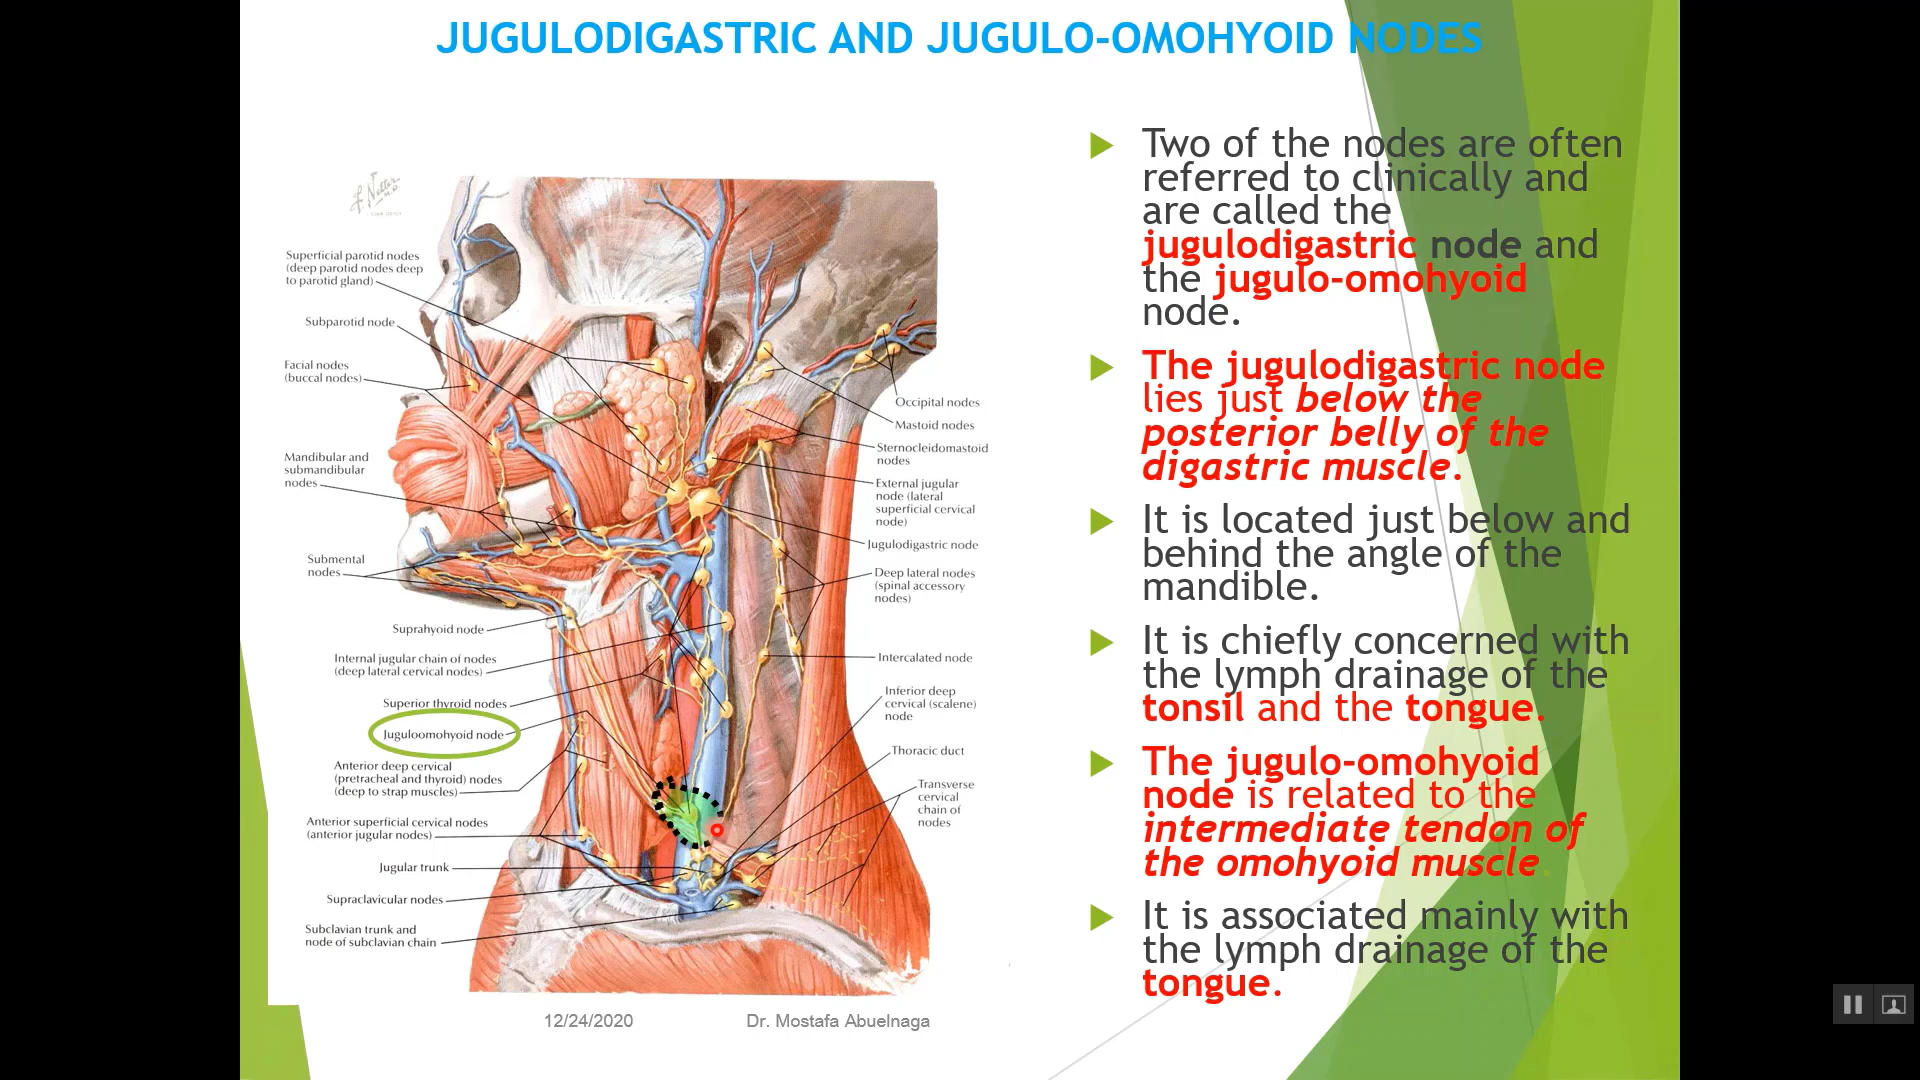 JUGULODIGASTRIC AND JUGULO-OMOHYOID NODES
Two of the nodes are often
referred to clinically and
are called the
jugulodigastric node and
the jugulo-omohyoid
node.
The jugulodigastric node
lies just below the
posterior belly of the
digastric muscle.
It is located just below and
behind the angle of the
mandible.
It is chiefly concerned with
the lymph drainage of the
tonsil and the tongue.
The jugulo-omohyoid
node is related to the
intermediate tendon of
the omohyoid muscle.
It is associated mainly with
the lymph drainage of the
tongue.
F. Netter
M.D.
Superficial parotid nodes
(deep parotid nodes deep
to parotid gland)
Subparotid node
Facial nodes
(buccal nodes)
Mandibular and
submandibular
nodes
Submental
nodes
Suprahyoid node
Internal jugular chain of nodes
(deep lateral cervical nodes)
Superior thyroid nodes
Juguloomohyoid node
Anterior deep cervical
(pretracheal and thyroid) nodes
(deep to strap muscles)
Anterior superficial cervical nodes
(anterior jugular nodes)
Jugular trunk
Supraclavicular nodes
Subclavian trunk and
node of subclavian chain
Occipital nodes
Mastoid nodes
Sternocleidomastoid
nodes
External jugular
node (lateral
superficial cervical
node)
Jugulodigastric node
Deep lateral nodes
(spinal accessory
nodes)
Intercalated node
Inferior deep
cervical (scalene)
node
Thoracic duct
Transverse
cervical
chain of
nodes
12/24/2020
Dr. Mostafa Abuelnaga